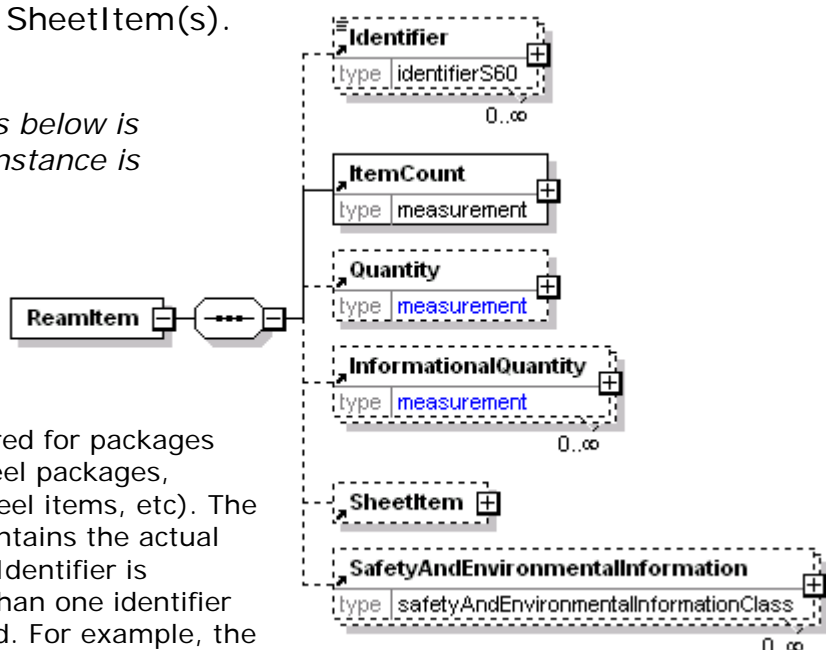 SheetItem(s).
s below is
nstance is
red for packages
eel packages,
eel items, etc). The
ntains the actual
Identifier is
han one identifier
d. For example, the
ReamItem
Identifier
type identifierS60
0..∞
ItemCount
type measurement
Quantity
type measurement
InformationalQuantity
type measurement
0..∞
SheetItem
SafetyAndEnvironmentalInformation
type safetyAndEnvironmentalInformationClass
0..∞